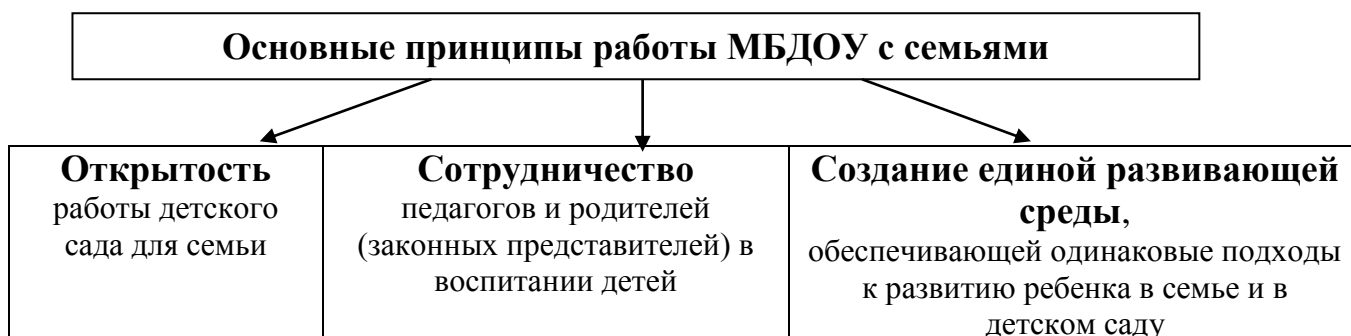 Основные принципы работы МБДОУ с семьями
Открытость
работы детского
сада для семьи
Сотрудничество
педагогов и родителей
(законных представителей) в
воспитании детей
Создание единой развивающей
среды,
обеспечивающей одинаковые подходы
к развитию ребенка в семье и в
детском саду